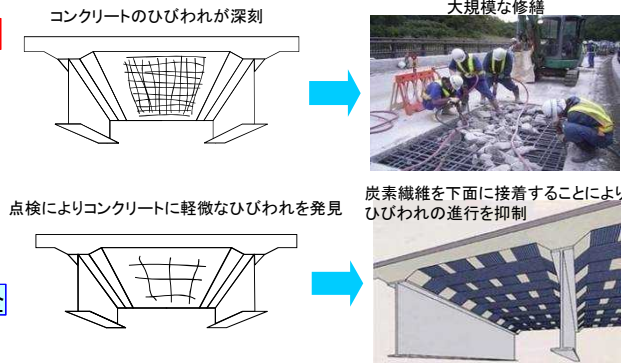 コンクリートのひびわれが深刻
大規模な修繕
点検によりコンクリートに軽微なひびわれを発見
炭素繊維を下面に接着することにより
ひびわれの進行を抑制